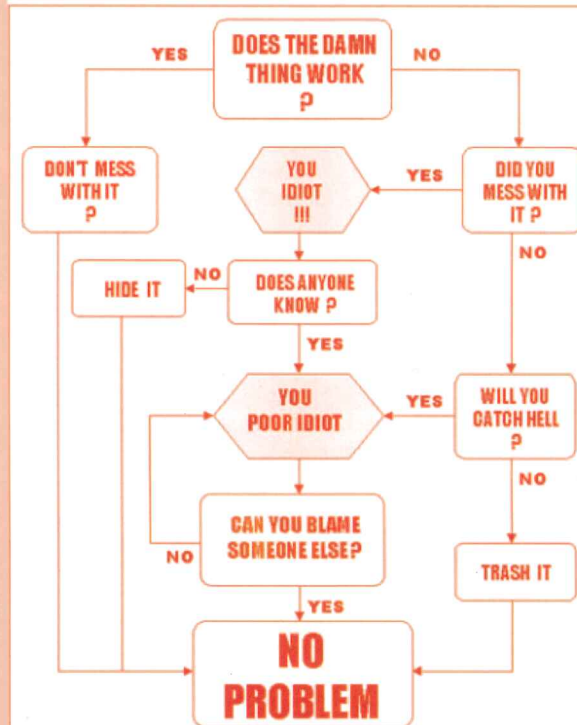 DOES THE DAMN
THING WORK
?
YES
NO
DON'T MESS
WITH IT
?
YOU
IDIOT
!!!
YES
DID YOU
MESS WITH
IT ?
NO
HIDE IT
NO
DOES ANYONE
KNOW ?
YES
YOU
POOR IDIOT
YES
WILL YOU
CATCH HELL
?
NO
CAN YOU BLAME
SOMEONE ELSE?
NO
TRASH IT
YES
NO
PROBLEM